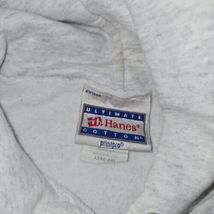 ULTIMATE
Hanes
COTTON
printpro